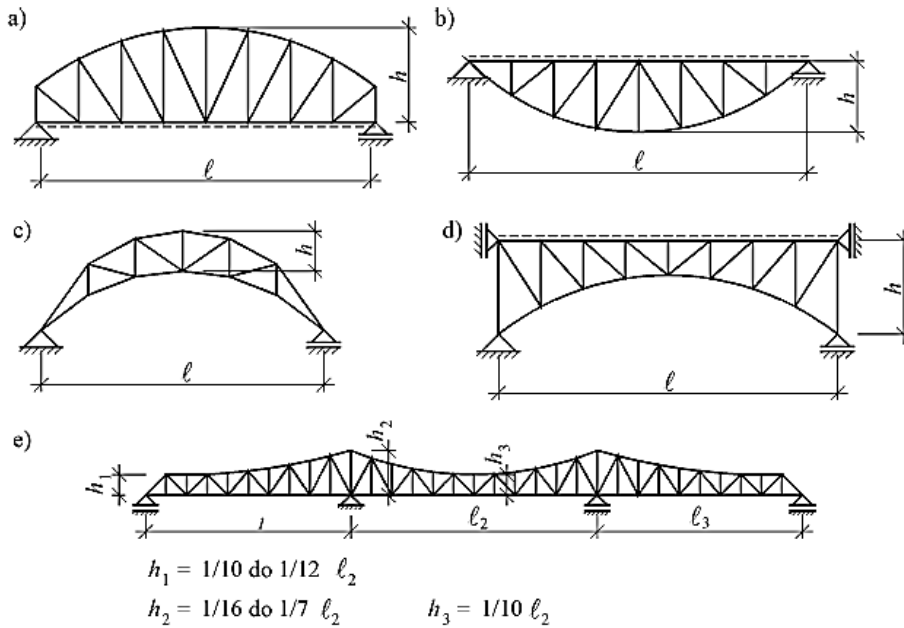 a)
h
ℓ
b)
h
ℓ
c)
h
ℓ
d)
h
ℓ
e)
h₁
h₂
h₃
ℓ₂
ℓ₃
h₁ = 1/10 do 1/12 ℓ₂
h₂ = 1/16 do 1/7 ℓ₂
h₃ = 1/10 ℓ₂